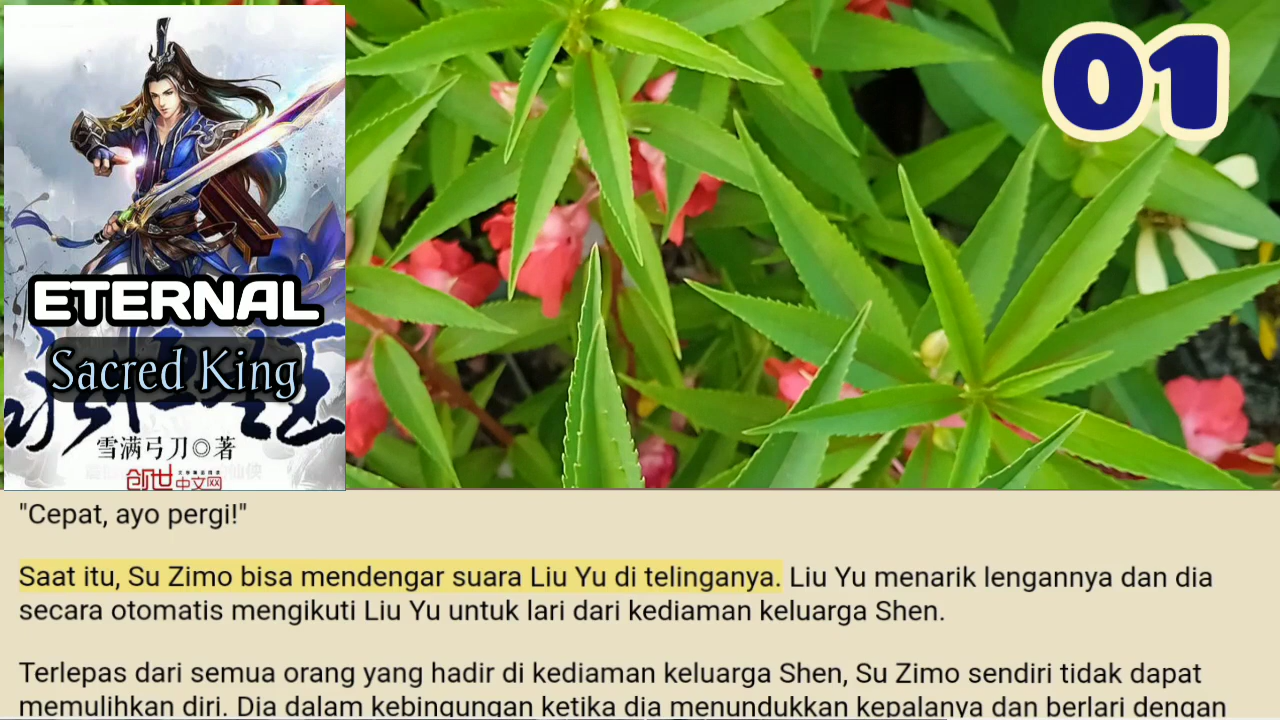 01
ETERNAL
Sacred King
雪满弓刀◎著
创世中文网
"Cepat, ayo pergi!"
Saat itu, Su Zimo bisa mendengar suara Liu Yu di telinganya. Liu Yu menarik lengannya dan dia
secara otomatis mengikuti Liu Yu untuk lari dari kediaman keluarga Shen.
Terlepas dari semua orang yang hadir di kediaman keluarga Shen, Su Zimo sendiri tidak dapat
memulihkan diri. Dia dalam kebingungan ketika dia menundukkan kepalanya dan berlari dengan